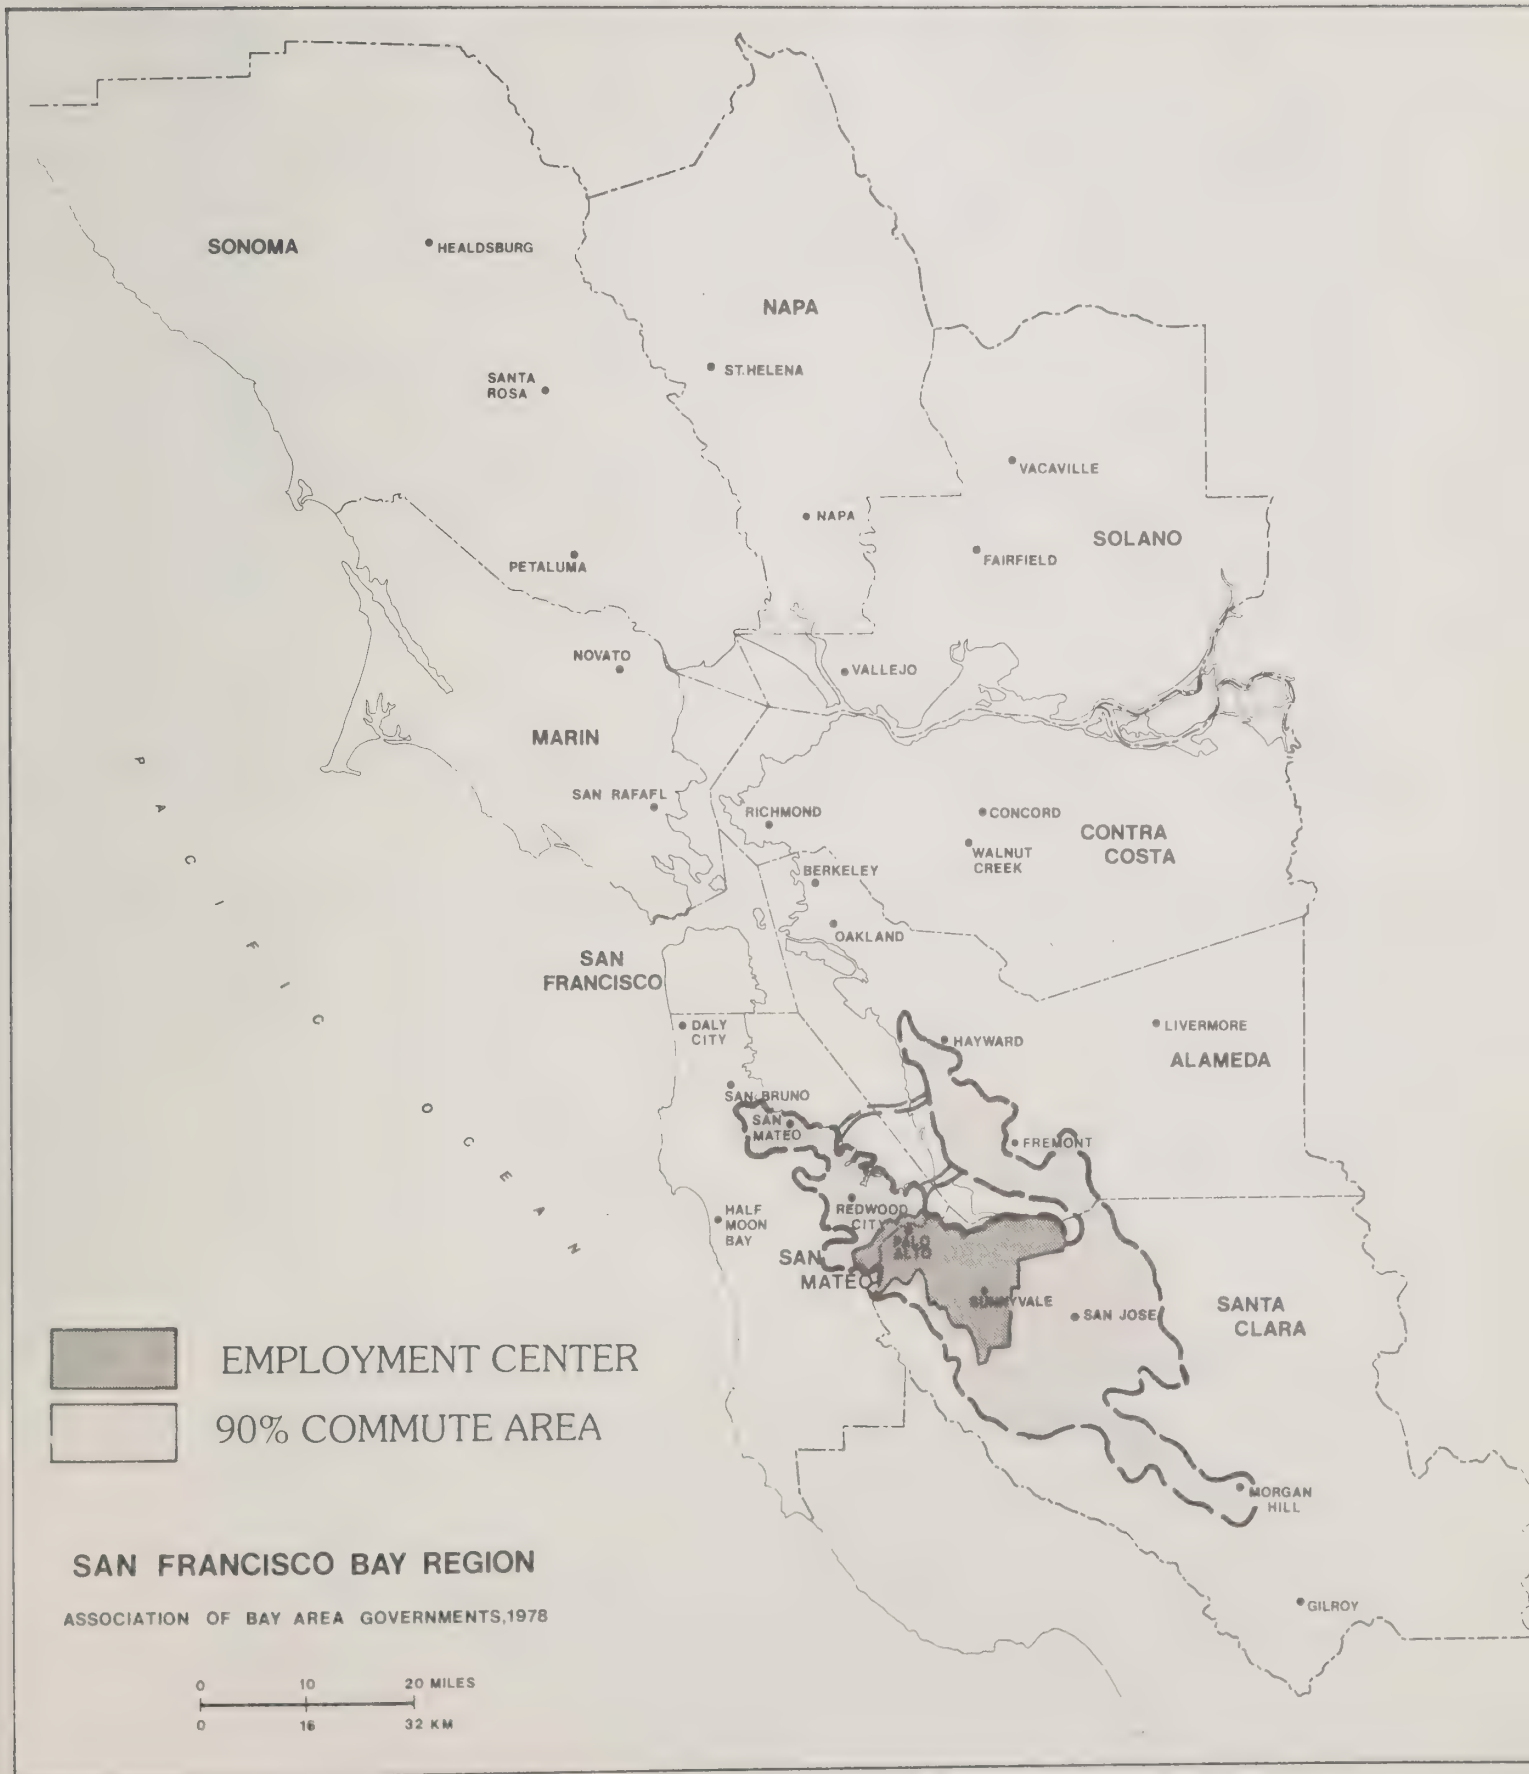 SONOMA
HEALDSBURG
NAPA
ST.HELENA
SANTA
ROSA
VACAVILLE
NAPA
SOLANO
FAIRFIELD
PETALUMA
NOVATO
VALLEJO
MARIN
SAN RAFAEL
RICHMOND
CONCORD
CONTRA
COSTA
WALNUT
CREEK
BERKELEY
OAKLAND
SAN
FRANCISCO
PACIFIC OCEAN
DALY
CITY
HAYWARD
LIVERMORE
ALAMEDA
SAN BRUNO
SAN
MATEO
FREMONT
HALF
MOON
BAY
REDWOOD
CITY
PALO
ALTO
SAN
MATEO
SUNNYVALE
SAN JOSE
SANTA
CLARA
EMPLOYMENT CENTER
90% COMMUTE AREA
MORGAN
HILL
GILROY
SAN FRANCISCO BAY REGION
ASSOCIATION OF BAY AREA GOVERNMENTS,1978
0 10 20 MILES
0 16 32 KM